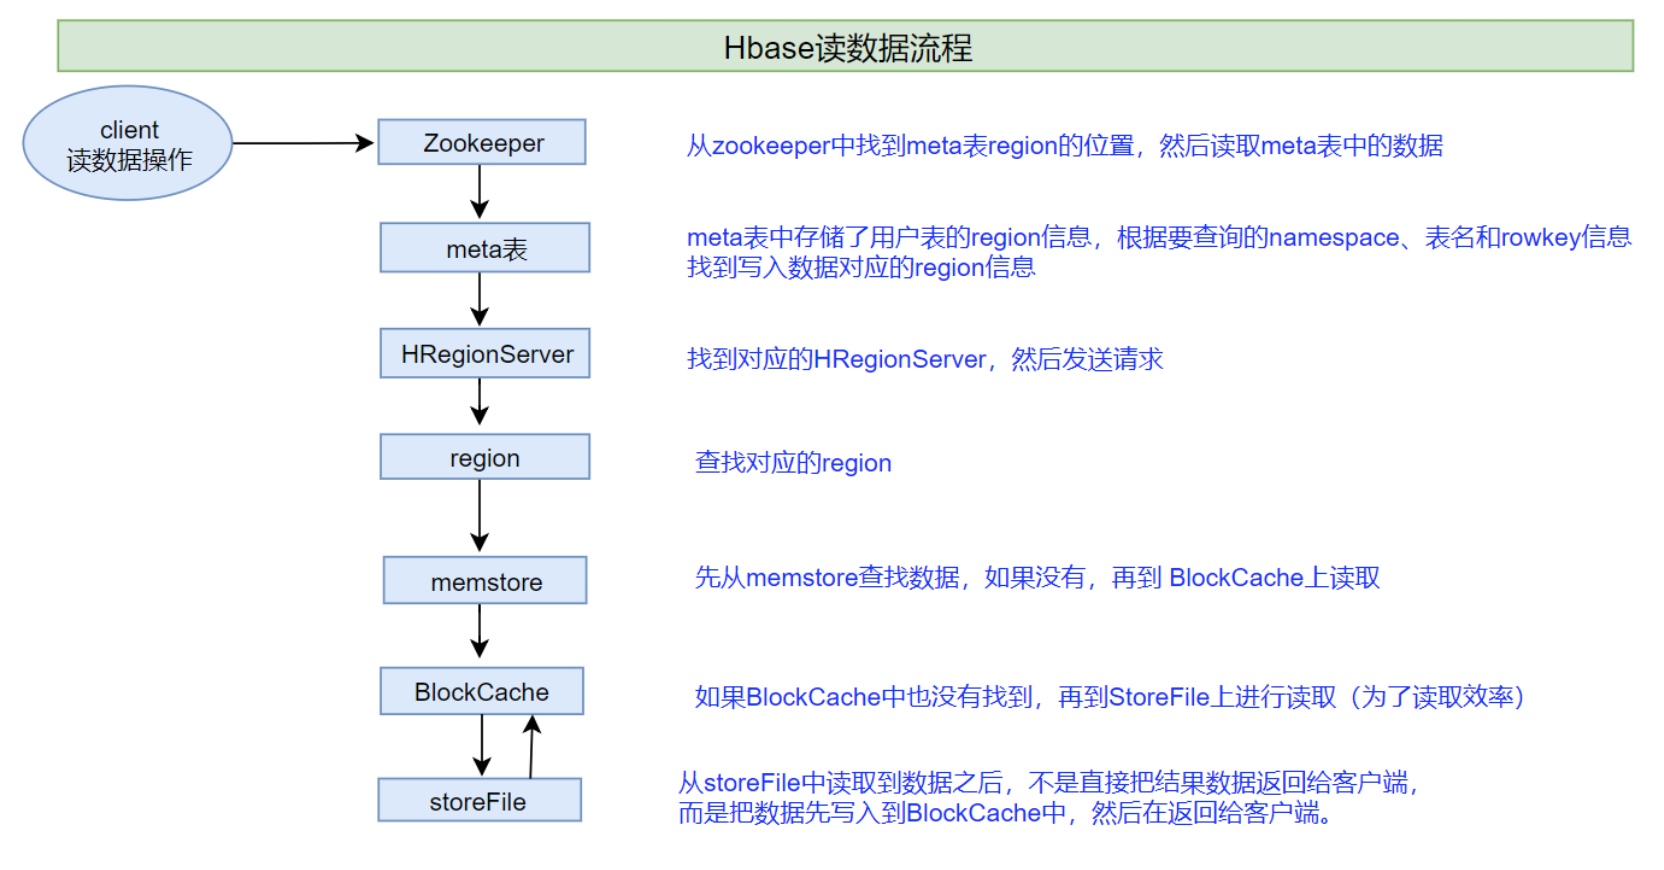 Hbase读数据流程
client
读数据操作
Zookeeper
从zookeeper中找到meta表region的位置，然后读取meta表中的数据
meta表
meta表中存储了用户表的region信息，根据要查询的namespace、表名和rowkey信息
找到写入数据对应的region信息
HRegionServer
找到对应的HRegionServer，然后发送请求
region
查找对应的region
memstore
先从memstore查找数据，如果没有，再到 BlockCache上读取
BlockCache
如果BlockCache中也没有找到，再到StoreFile上进行读取（为了读取效率）
storeFile
从storeFile中读取到数据之后，不是直接把结果数据返回给客户端，
而是把数据先写入到BlockCache中，然后在返回给客户端。